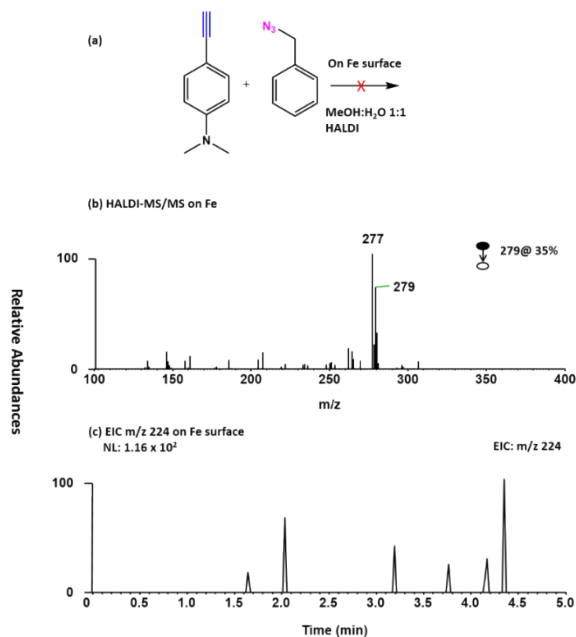 (a)
N₃
+
On Fe surface
X
MeOH:H₂O 1:1
HALDI
N
(b) HALDI-MS/MS on Fe
277
279
279@ 35%
100
0
100 150 200 250 300 350 400
m/z
Relative Abundances
(c) EIC m/z 224 on Fe surface
NL: 1.16 x 10²
EIC: m/z 224
100
0
0 0.5 1.0 1.5 2.0 2.5 3.0 3.5 4.0 4.5 5.0
Time (min)